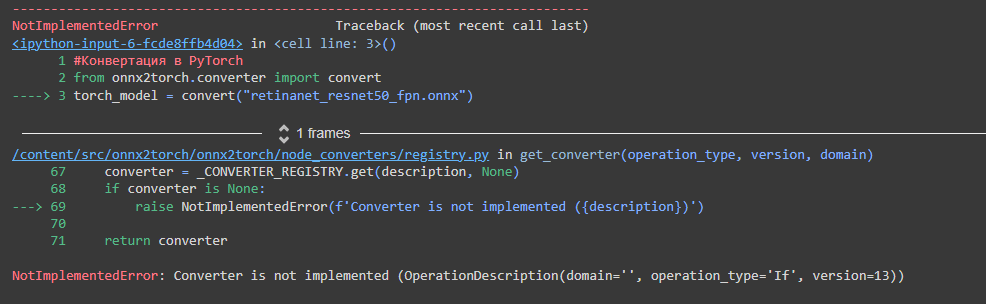 ---------------------------------------------------------------------------
NotImplementedError                       Traceback (most recent call last)
<ipython-input-6-fcde8ffb4d04> in <cell line: 3>()
      1 #Конвертация в PyTorch
      2 from onnx2torch.converter import convert
----> 3 torch_model = convert("retinanet_resnet50_fpn.onnx")
1 frames
/content/src/onnx2torch/onnx2torch/node_converters/registry.py in get_converter(operation_type, version, domain)
     67     converter = _CONVERTER_REGISTRY.get(description, None)
     68     if converter is None:
---> 69         raise NotImplementedError(f'Converter is not implemented ({description})')
     70
     71     return converter
NotImplementedError: Converter is not implemented (OperationDescription(domain='', operation_type='If', version=13))